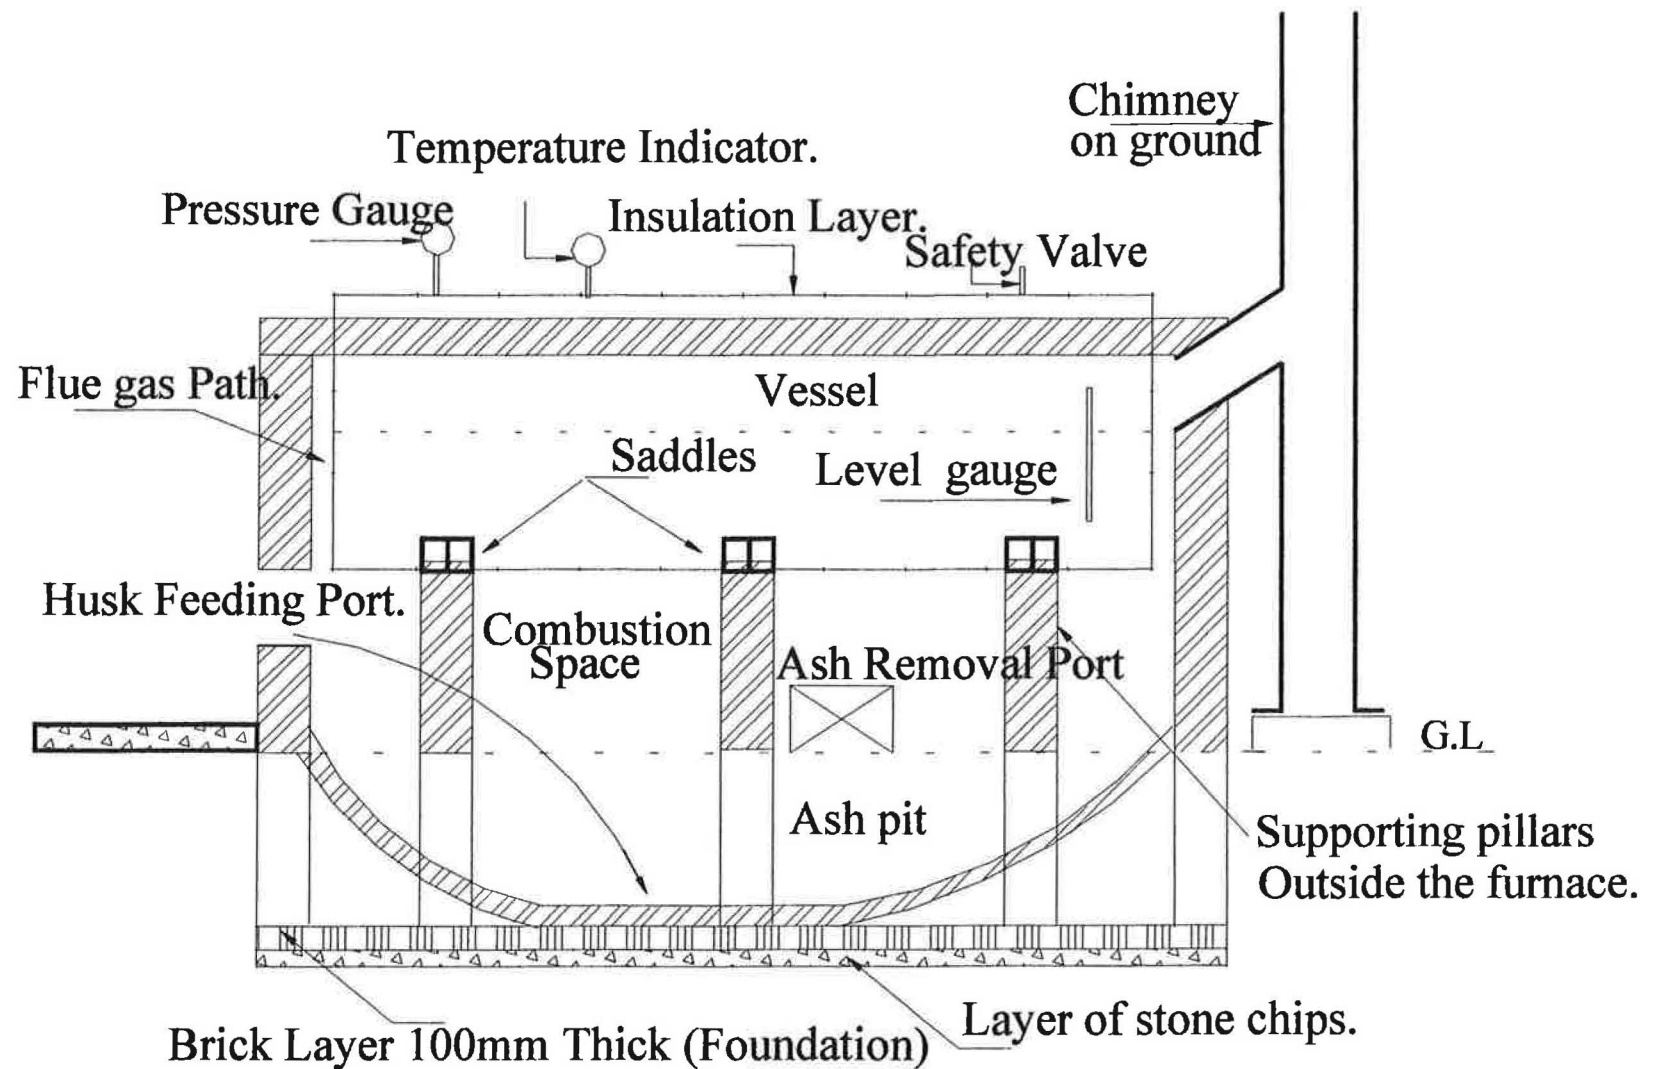 Chimney
on ground
Temperature Indicator.
Pressure Gauge
Insulation Layer.
Safety Valve
Flue gas Path.
Vessel
Saddles
Level gauge
Husk Feeding Port.
Combustion
Space
Ash Removal Port
G.L
Ash pit
Supporting pillars
Outside the furnace.
Layer of stone chips.
Brick Layer 100mm Thick (Foundation)